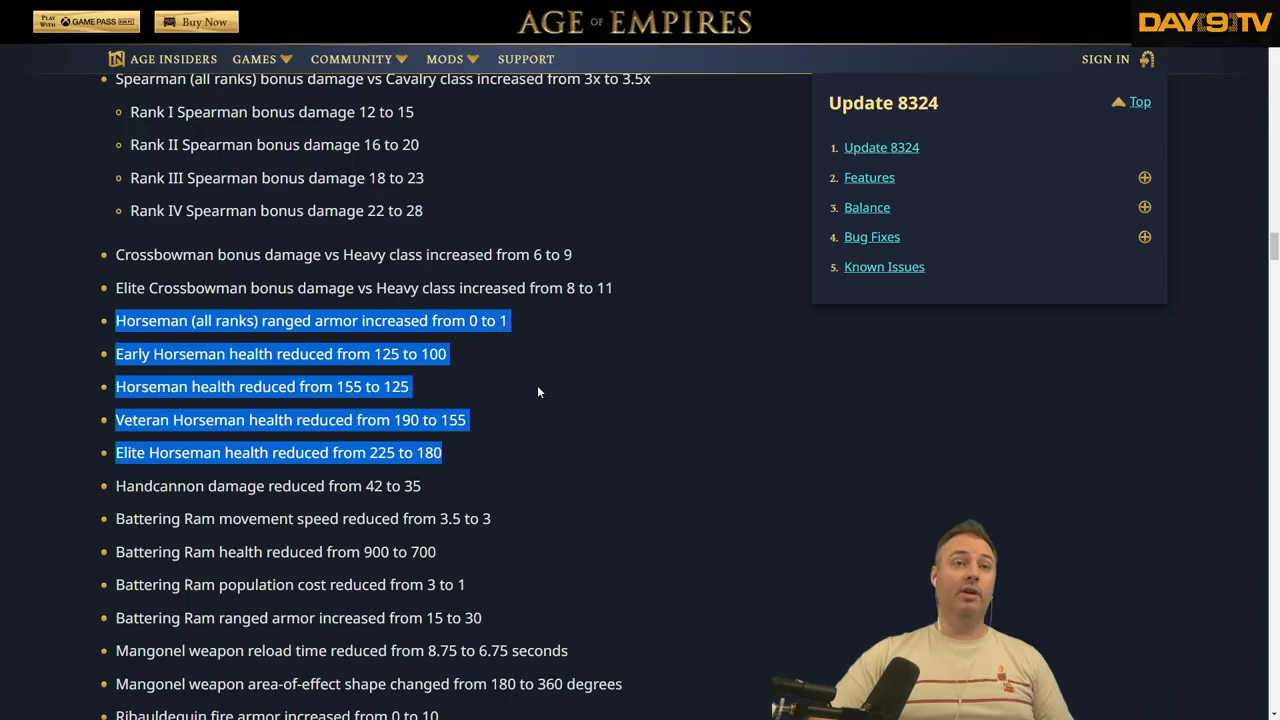 PLAY WITH XBOX GAME PASS FOR PC
Buy Now
AGE OF EMPIRES
DAY[9]TV
AGE INSIDERS
GAMES
COMMUNITY
MODS
SUPPORT
SIGN IN
Spearman (all ranks) bonus damage vs Cavalry class increased from 3x to 3.5x
Rank I Spearman bonus damage 12 to 15
Rank II Spearman bonus damage 16 to 20
Rank III Spearman bonus damage 18 to 23
Rank IV Spearman bonus damage 22 to 28
Crossbowman bonus damage vs Heavy class increased from 6 to 9
Elite Crossbowman bonus damage vs Heavy class increased from 8 to 11
Horseman (all ranks) ranged armor increased from 0 to 1
Early Horseman health reduced from 125 to 100
Horseman health reduced from 155 to 125
Veteran Horseman health reduced from 190 to 155
Elite Horseman health reduced from 225 to 180
Handcannon damage reduced from 42 to 35
Battering Ram movement speed reduced from 3.5 to 3
Battering Ram health reduced from 900 to 700
Battering Ram population cost reduced from 3 to 1
Battering Ram ranged armor increased from 15 to 30
Mangonel weapon reload time reduced from 8.75 to 6.75 seconds
Mangonel weapon area-of-effect shape changed from 180 to 360 degrees
Ribauldequin fire armor increased from 0 to 10
Update 8324
Top
1. Update 8324
2. Features
3. Balance
4. Bug Fixes
5. Known Issues